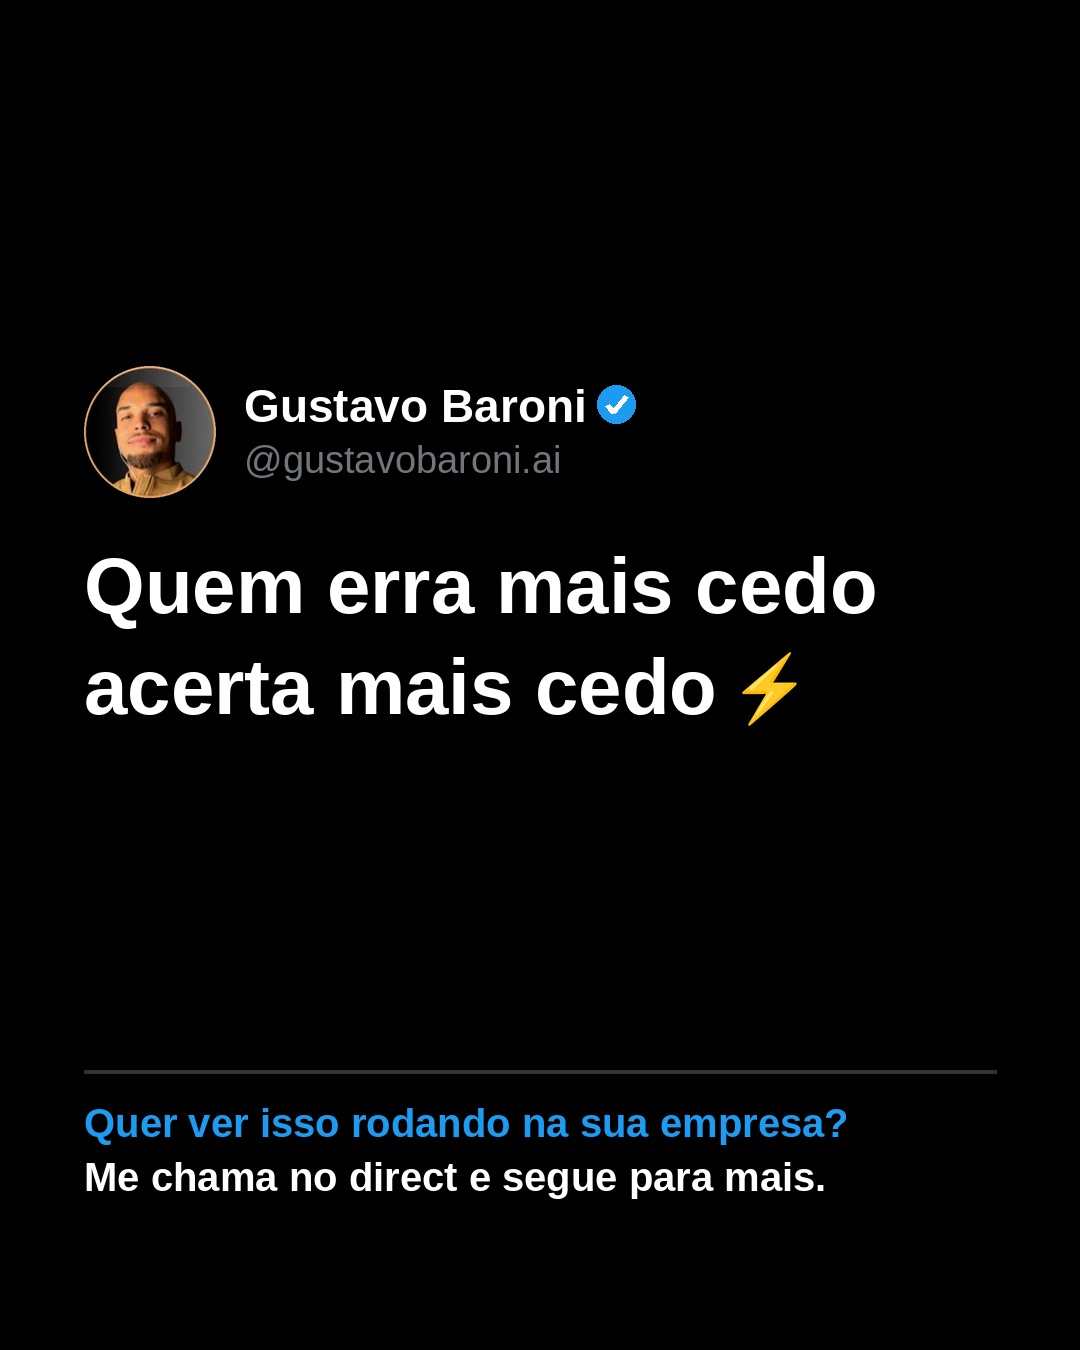 Gustavo Baroni
@gustavobaroni.ai
Quem erra mais cedo
acerta mais cedo ⚡
Quer ver isso rodando na sua empresa?
Me chama no direct e segue para mais.